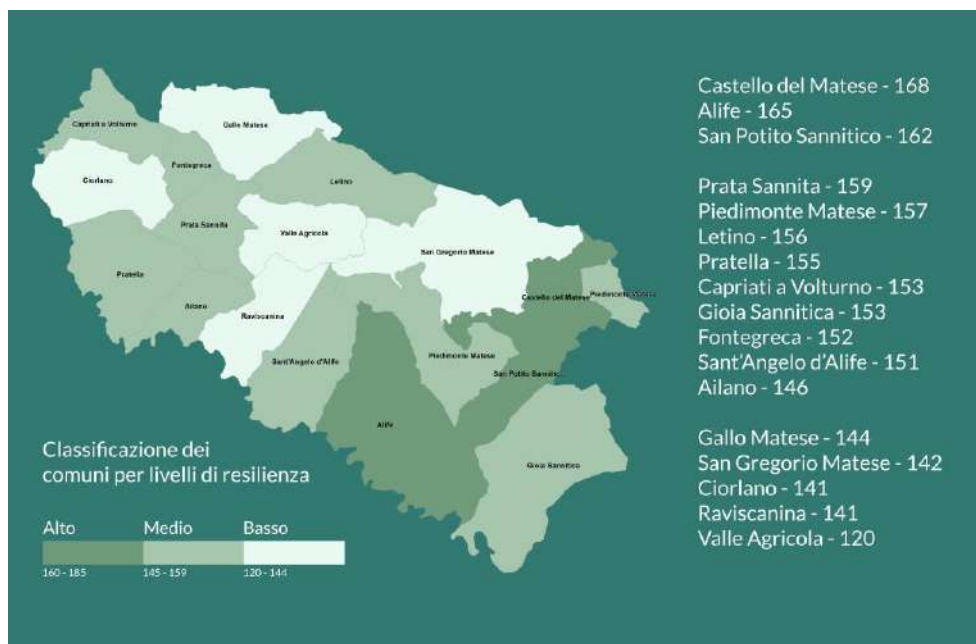 Capriati a Volturno
Gallo Matese
Fontegreca
Ciorlano
Letino
Prata Sannita
Valle Agricola
San Gregorio Matese
Pratella
Ailano
Castello del Matese
Piedimonte Matese
Raviscanina
Sant'Angelo d'Alife
Piedimonte Matese
San Potito Sannitic...
Alife
Gioia Sannitica
Classificazione dei
comuni per livelli di resilienza
Alto Medio Basso
160 - 185 145 - 159 120 - 144
Castello del Matese - 168
Alife - 165
San Potito Sannitico - 162
Prata Sannita - 159
Piedimonte Matese - 157
Letino - 156
Pratella - 155
Capriati a Volturno - 153
Gioia Sannitica - 153
Fontegreca - 152
Sant'Angelo d'Alife - 151
Ailano - 146
Gallo Matese - 144
San Gregorio Matese - 142
Ciorlano - 141
Raviscanina - 141
Valle Agricola - 120